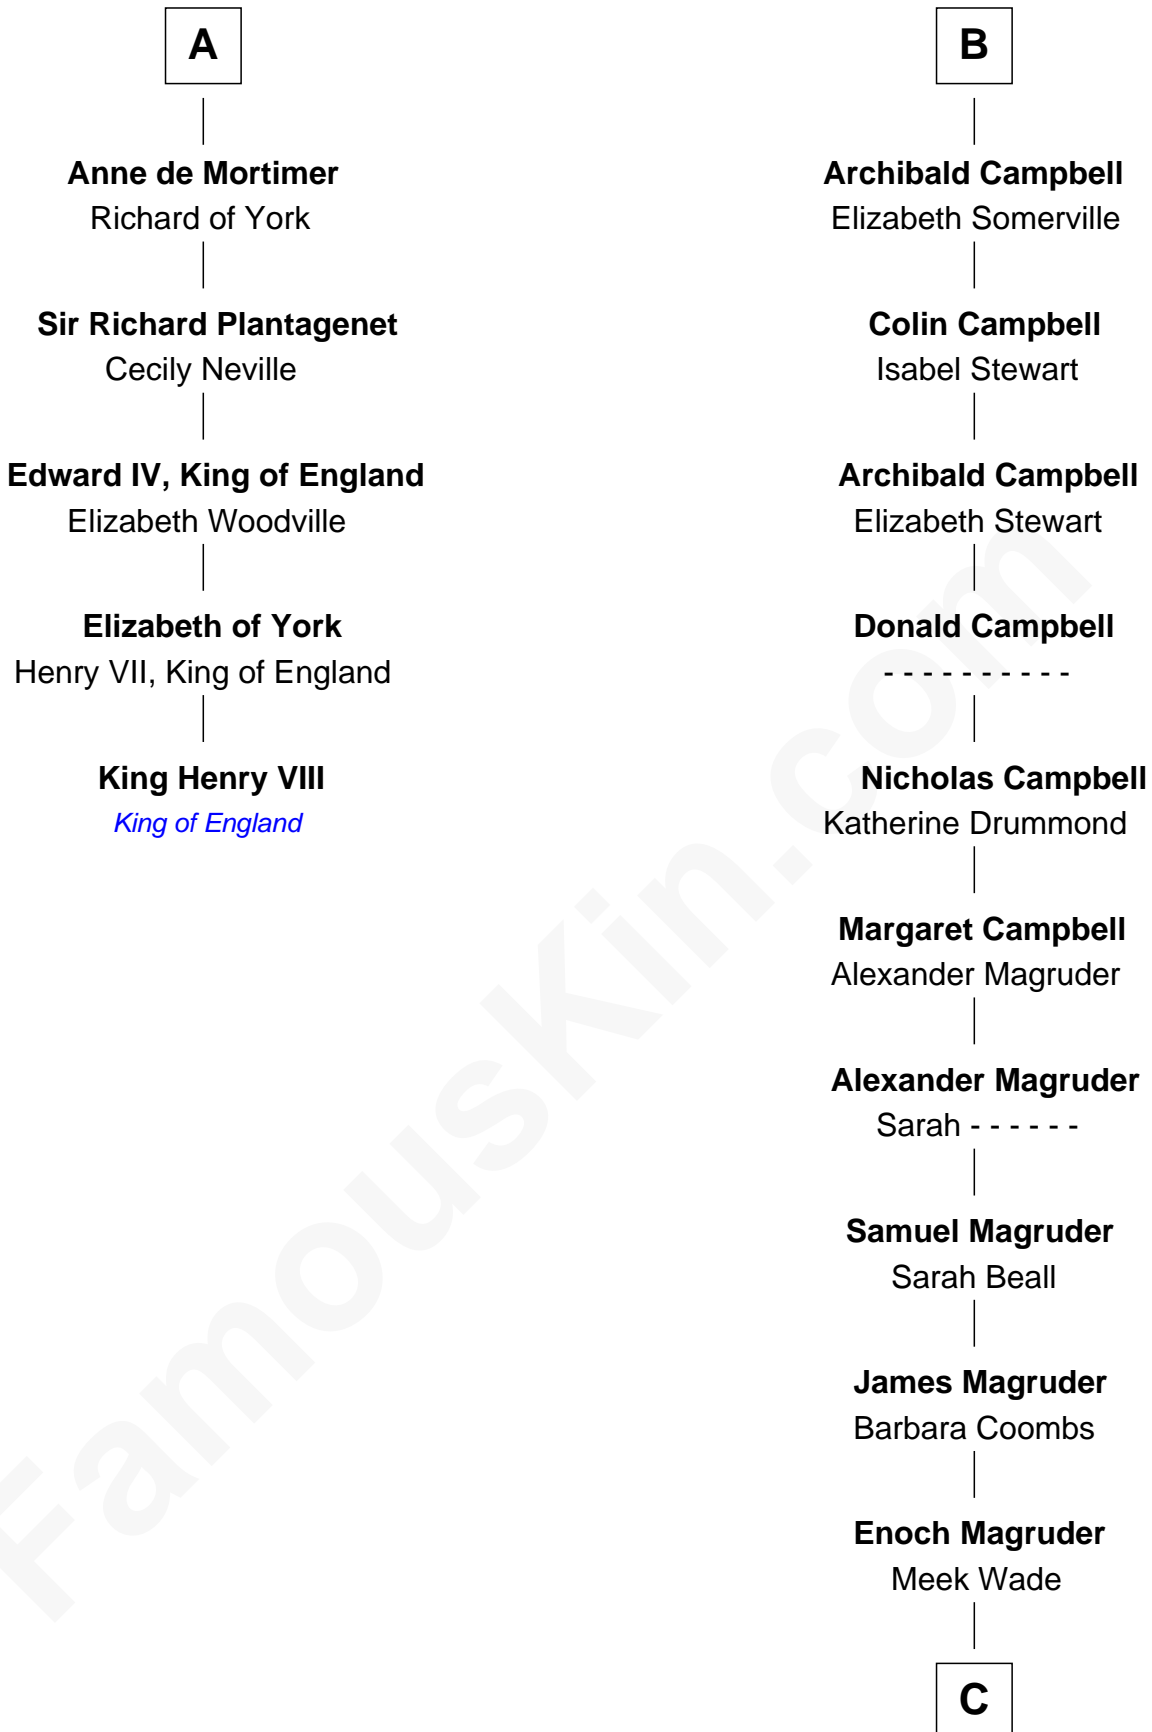 A
Anne de Mortimer
Richard of York
Sir Richard Plantagenet
Cecily Neville
Edward IV, King of England
Elizabeth Woodville
Elizabeth of York
Henry VII, King of England
King Henry VIII
King of England
B
Archibald Campbell
Elizabeth Somerville
Colin Campbell
Isabel Stewart
Archibald Campbell
Elizabeth Stewart
Donald Campbell
- - - - - - - - - -
Nicholas Campbell
Katherine Drummond
Margaret Campbell
Alexander Magruder
Alexander Magruder
Sarah - - - - - -
Samuel Magruder
Sarah Beall
James Magruder
Barbara Coombs
Enoch Magruder
Meek Wade
C
FamousKin.com